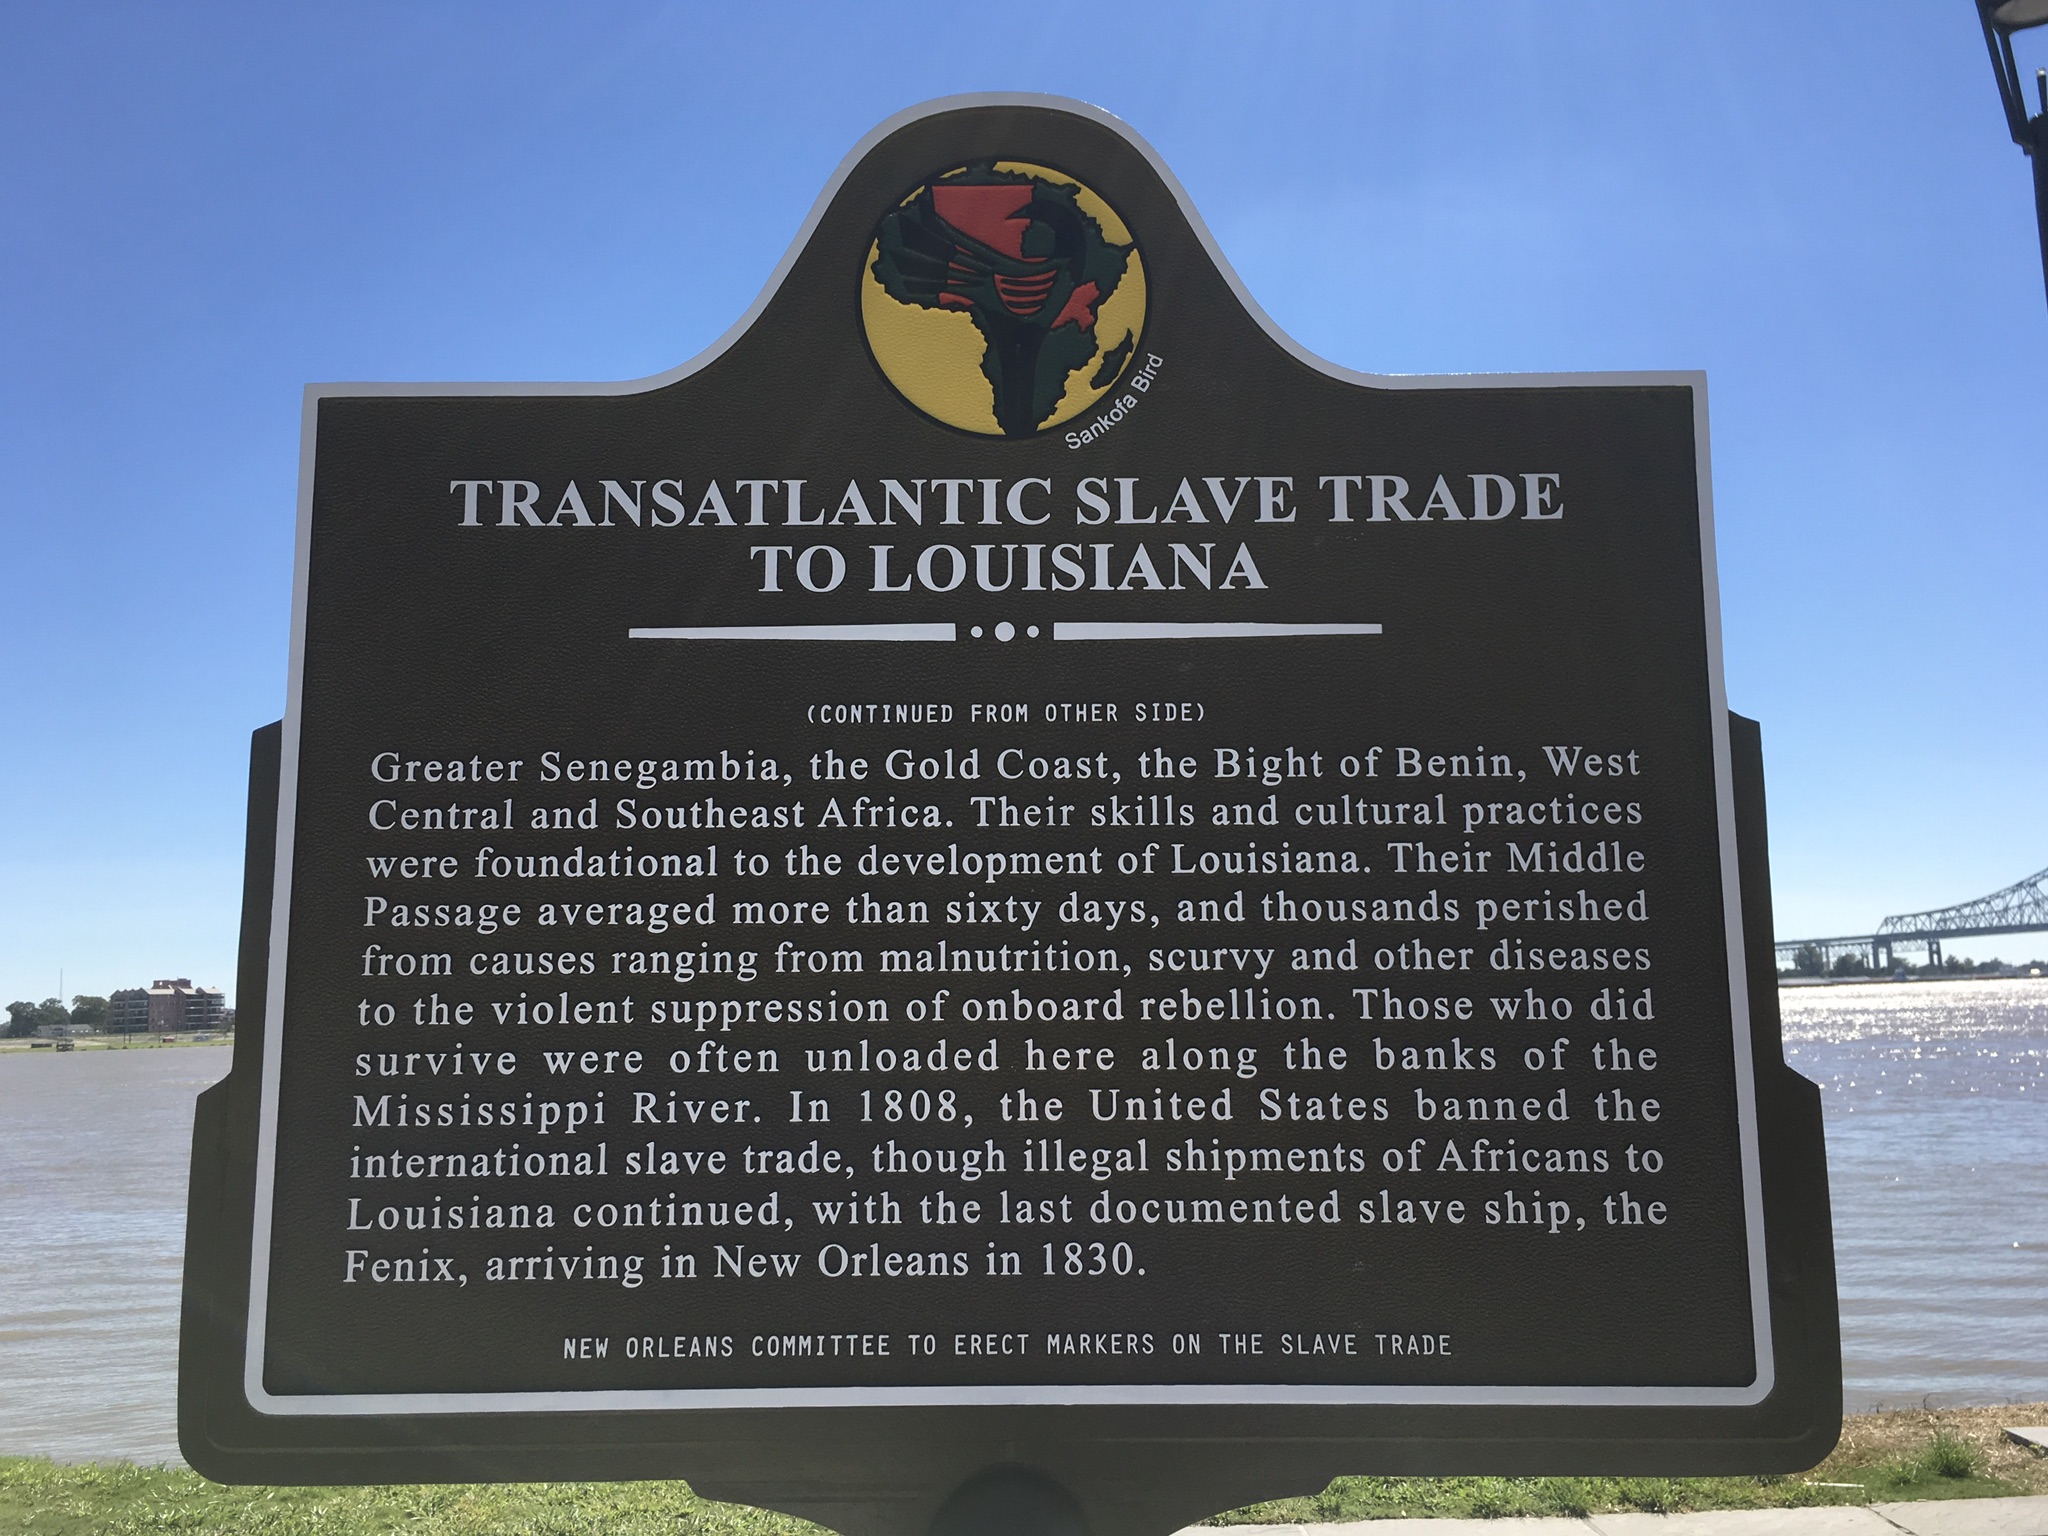 Sankofa Bird
TRANSATLANTIC SLAVE TRADE
TO LOUISIANA
(CONTINUED FROM OTHER SIDE)
Greater Senegambia, the Gold Coast, the Bight of Benin, West
Central and Southeast Africa. Their skills and cultural practices
were foundational to the development of Louisiana. Their Middle
Passage averaged more than sixty days, and thousands perished
from causes ranging from malnutrition, scurvy and other diseases
to the violent suppression of onboard rebellion. Those who did
survive were often unloaded here along the banks of the
Mississippi River. In 1808, the United States banned the
international slave trade, though illegal shipments of Africans to
Louisiana continued, with the last documented slave ship, the
Fenix, arriving in New Orleans in 1830.
NEW ORLEANS COMMITTEE TO ERECT MARKERS ON THE SLAVE TRADE